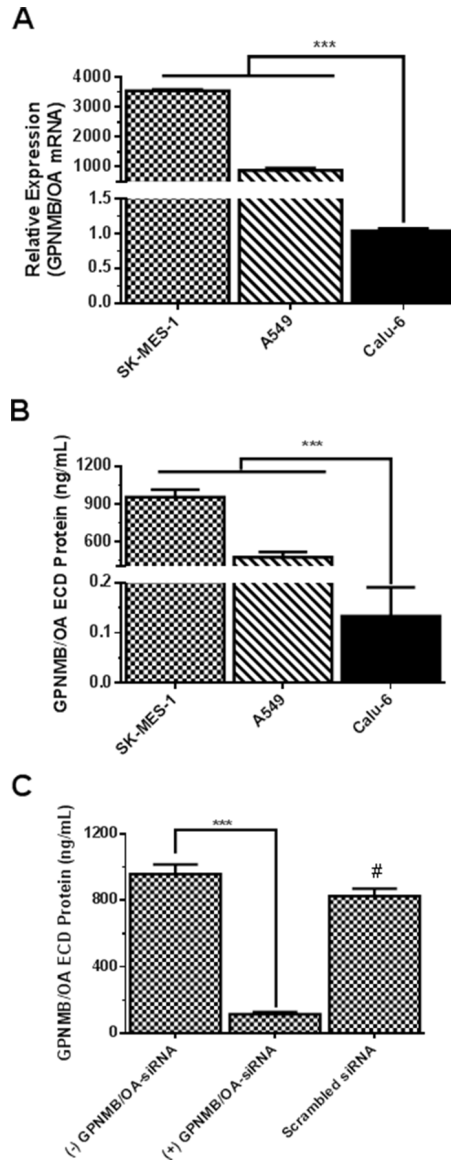 A
***
Relative Expression
(GPNMB/OA mRNA)
4000
3000
2000
1000
1.5
1.0
0.5
0.0
SK-MES-1
A549
Calu-6
B
***
GPNMB/OA ECD Protein (ng/mL)
1200
900
600
0.2
0.1
0.0
SK-MES-1
A549
Calu-6
C
GPNMB/OA ECD Protein (ng/mL)
***
#
1200
800
400
0
(-) GPNMB/OA-siRNA
(+) GPNMB/OA-siRNA
Scrambled siRNA